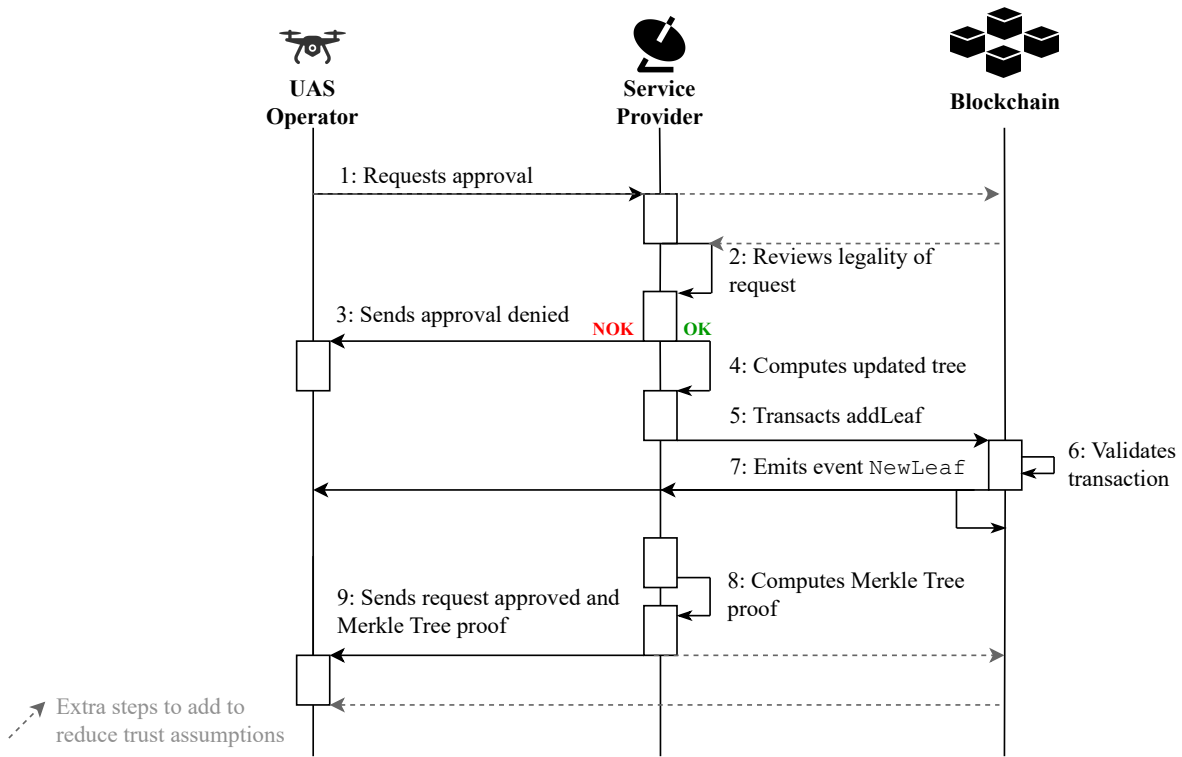 UAS
Operator
Service
Provider
Blockchain
1: Requests approval
2: Reviews legality of
request
3: Sends approval denied
NOK
OK
4: Computes updated tree
5: Transacts addLeaf
6: Validates
transaction
7: Emits event NewLeaf
8: Computes Merkle Tree
proof
9: Sends request approved and
Merkle Tree proof
Extra steps to add to
reduce trust assumptions